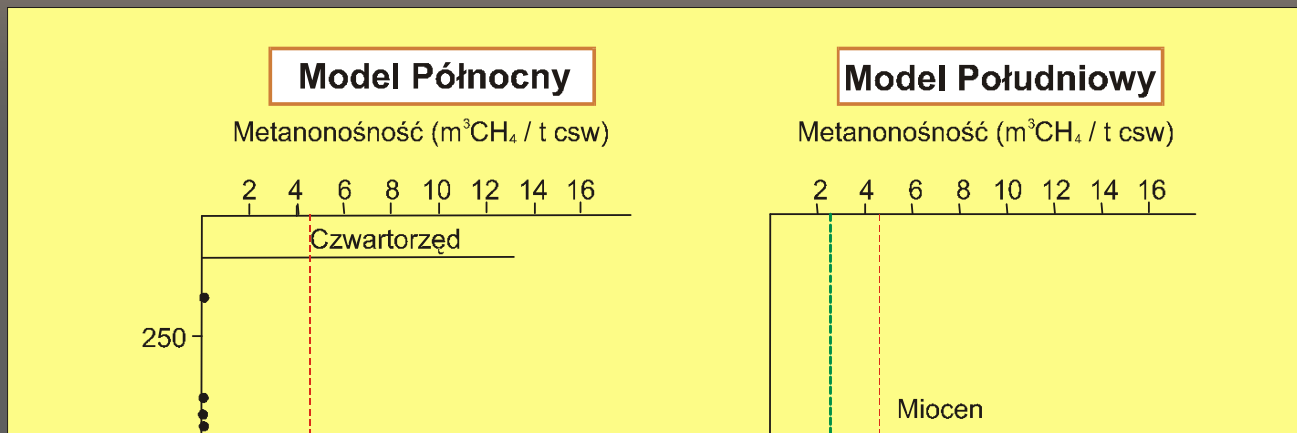 Model Północny
Metanonośność (m³CH₄ / t csw)
2 4 6 8 10 12 14 16
Czwartorzęd
250
Model Południowy
Metanonośność (m³CH₄ / t csw)
2 4 6 8 10 12 14 16
Miocen